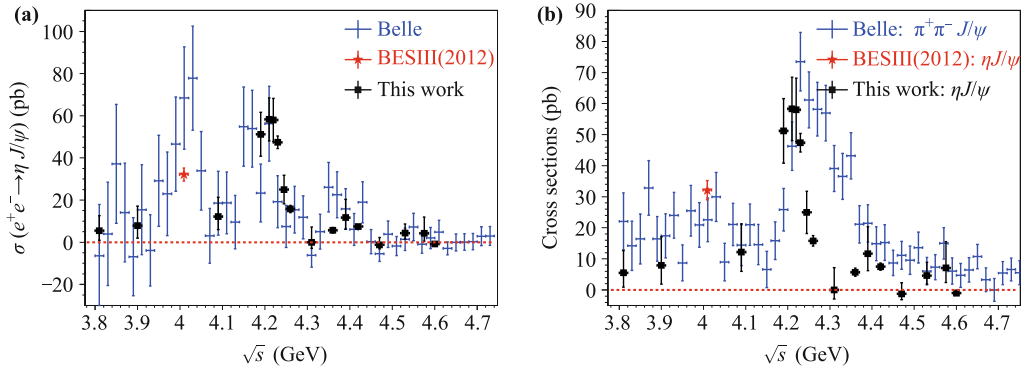 (a)
Belle
BESIII(2012)
This work
σ (e⁺e⁻→η J/ψ) (pb)
100
80
60
40
20
0
−20
3.8 3.9 4 4.1 4.2 4.3 4.4 4.5 4.6 4.7
√s (GeV)
(b)
Belle: π⁺π⁻ J/ψ
BESIII(2012): ηJ/ψ
This work: ηJ/ψ
Cross sections (pb)
90
80
70
60
50
40
30
20
10
0
3.8 3.9 4 4.1 4.2 4.3 4.4 4.5 4.6 4.7
√s (GeV)